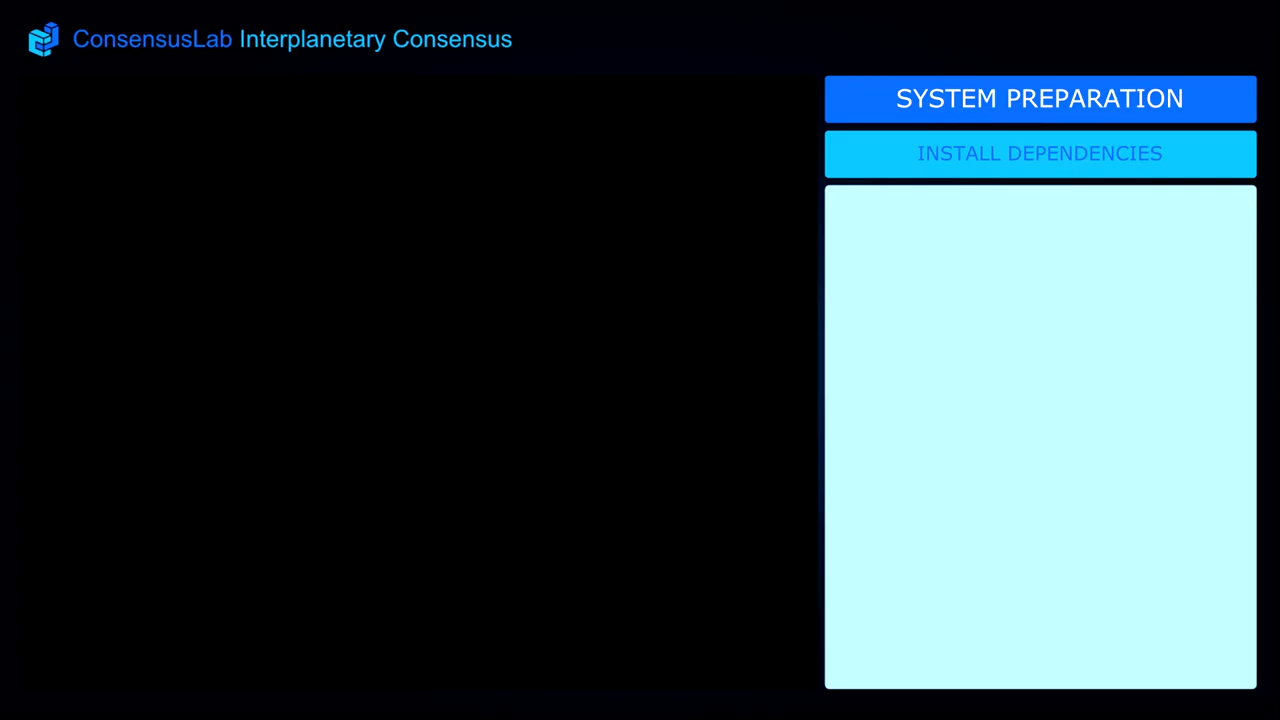 ConsensusLab Interplanetary Consensus
SYSTEM PREPARATION
INSTALL DEPENDENCIES